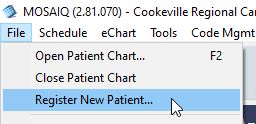 MOSAIQ (2.81.070) - Cookeville Regional Ca
File Schedule eChart Tools Code Mgmt
Open Patient Chart... F2
Close Patient Chart
Register New Patient...